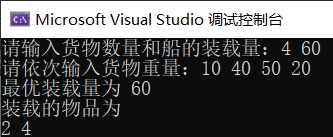 Microsoft Visual Studio 调试控制台
请输入货物数量和船的装载量：4 60
请依次输入货物重量：10 40 50 20
最优装载量为 60
装载的物品为
2 4